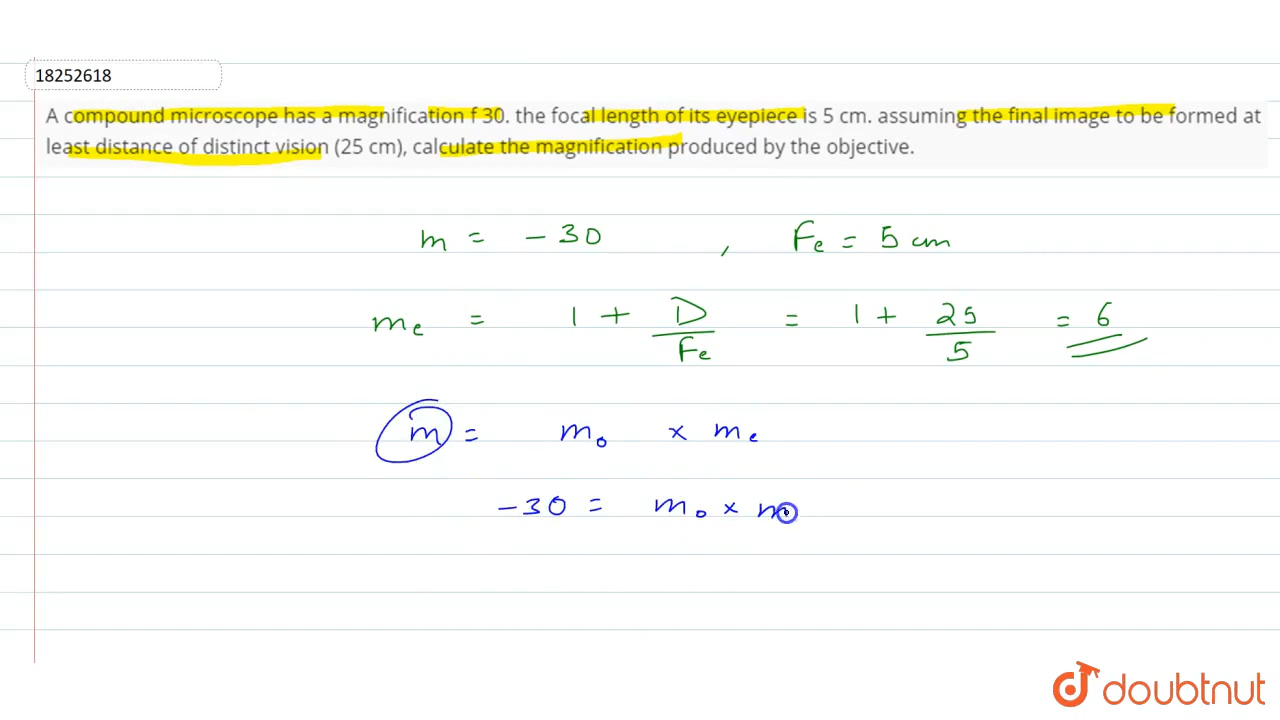 18252618
A compound microscope has a magnification f 30. the focal length of its eyepiece is 5 cm. assuming the final image to be formed at
least distance of distinct vision (25 cm), calculate the magnification produced by the objective.
m = - 30 , Fe = 5 cm
me = 1 + D/Fe = 1 + 25/5 = 6
m = mo × me
-30 = mo × m
doubtnut